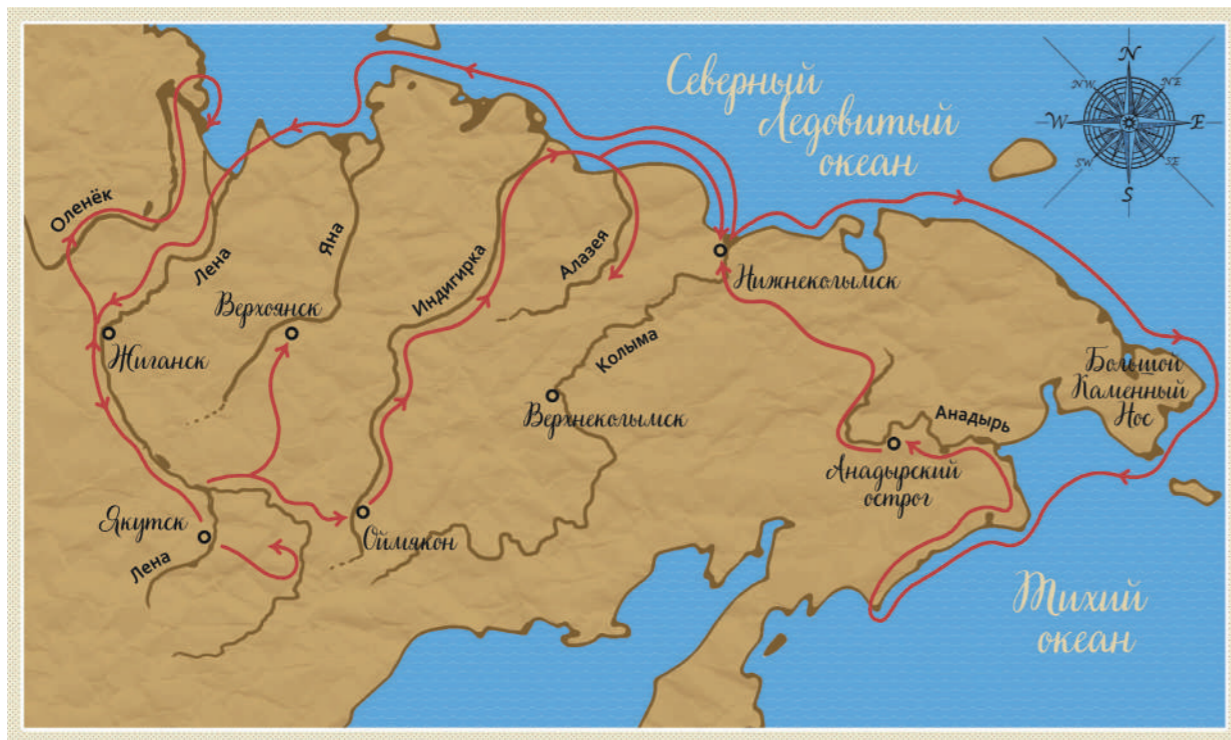 Северный
Ледовитый
океан
N
NW
NE
W
E
SW
SE
S
Оленёк
Лена
Яна
Индигирка
Алазея
Нижнеколымск
Верхоянск
Жиганск
Колыма
Верхнеколымск
Большой
Каменный
Нос
Анадырь
Анадырский
острог
Якутск
Оймякон
Лена
Тихий
океан